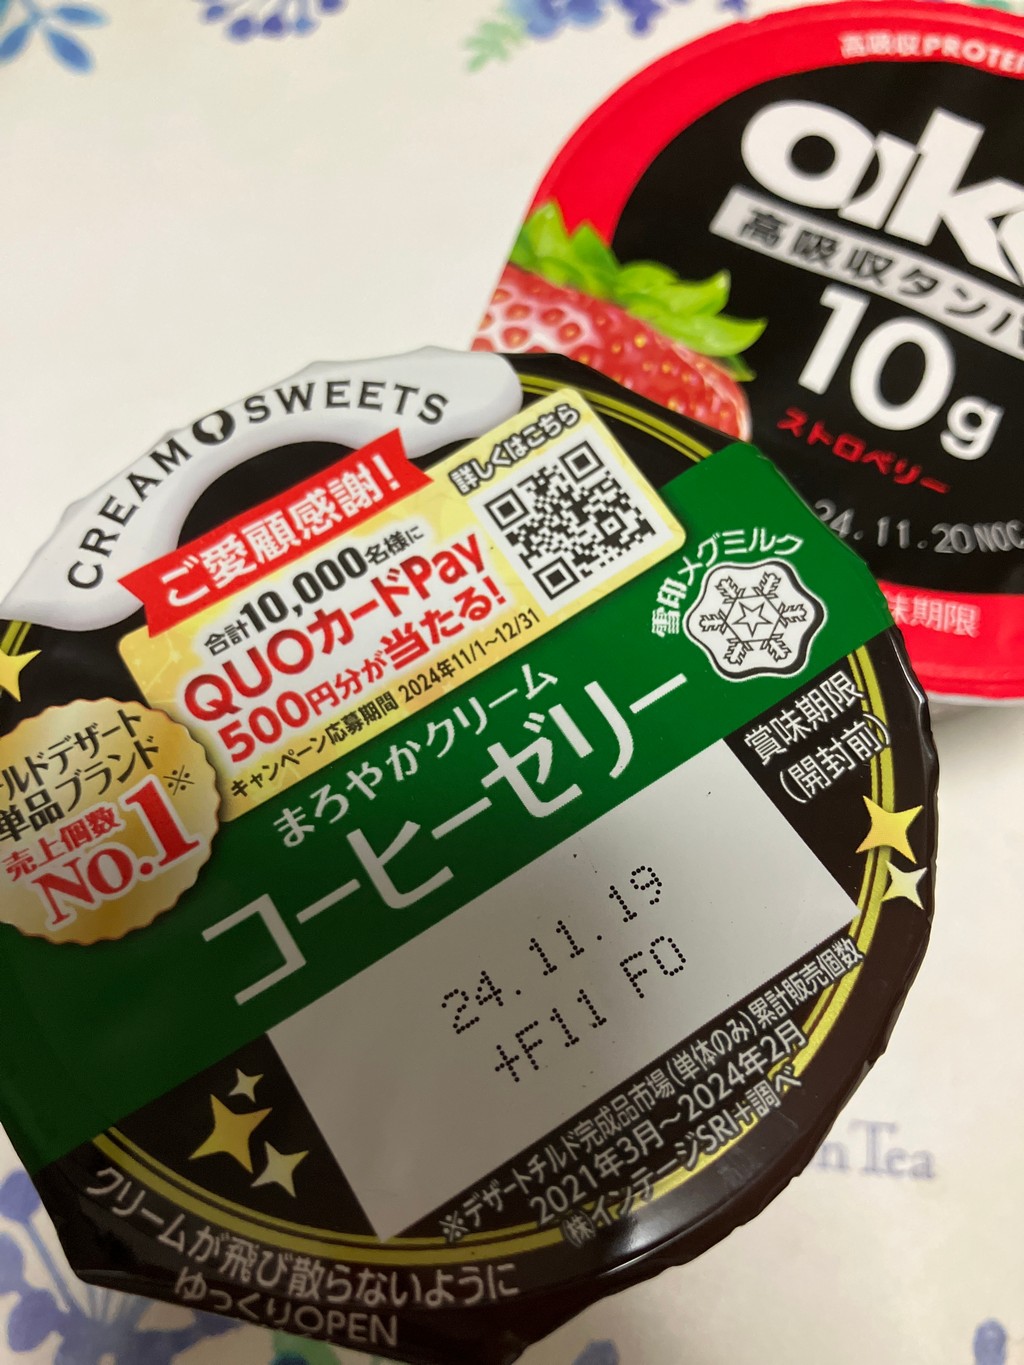 高吸収PROTEI
oiko
高吸収タンパ
10g
ストロベリー
24.11.20NOC
味期限
CREAM SWEETS
ご愛顧感謝!
詳しくはこちら
合計10,000名様に
QUOカードPay
500円分が当たる!
キャンペーン応募期間 2024年11/1~12/31
雪印メグミルク
まろやかクリーム
コーヒーゼリー
ルドデザート
単品ブランド※
売上個数
No.1
賞味期限
(開封前)
24.11.19
+F11 F0
※デザートチルド完成品市場(単体のみ)累計販売個数
2021年3月~2024年2月
(株)インテージSRI+調べ
クリームが飛び散らないように
ゆっくりOPEN
n Tea